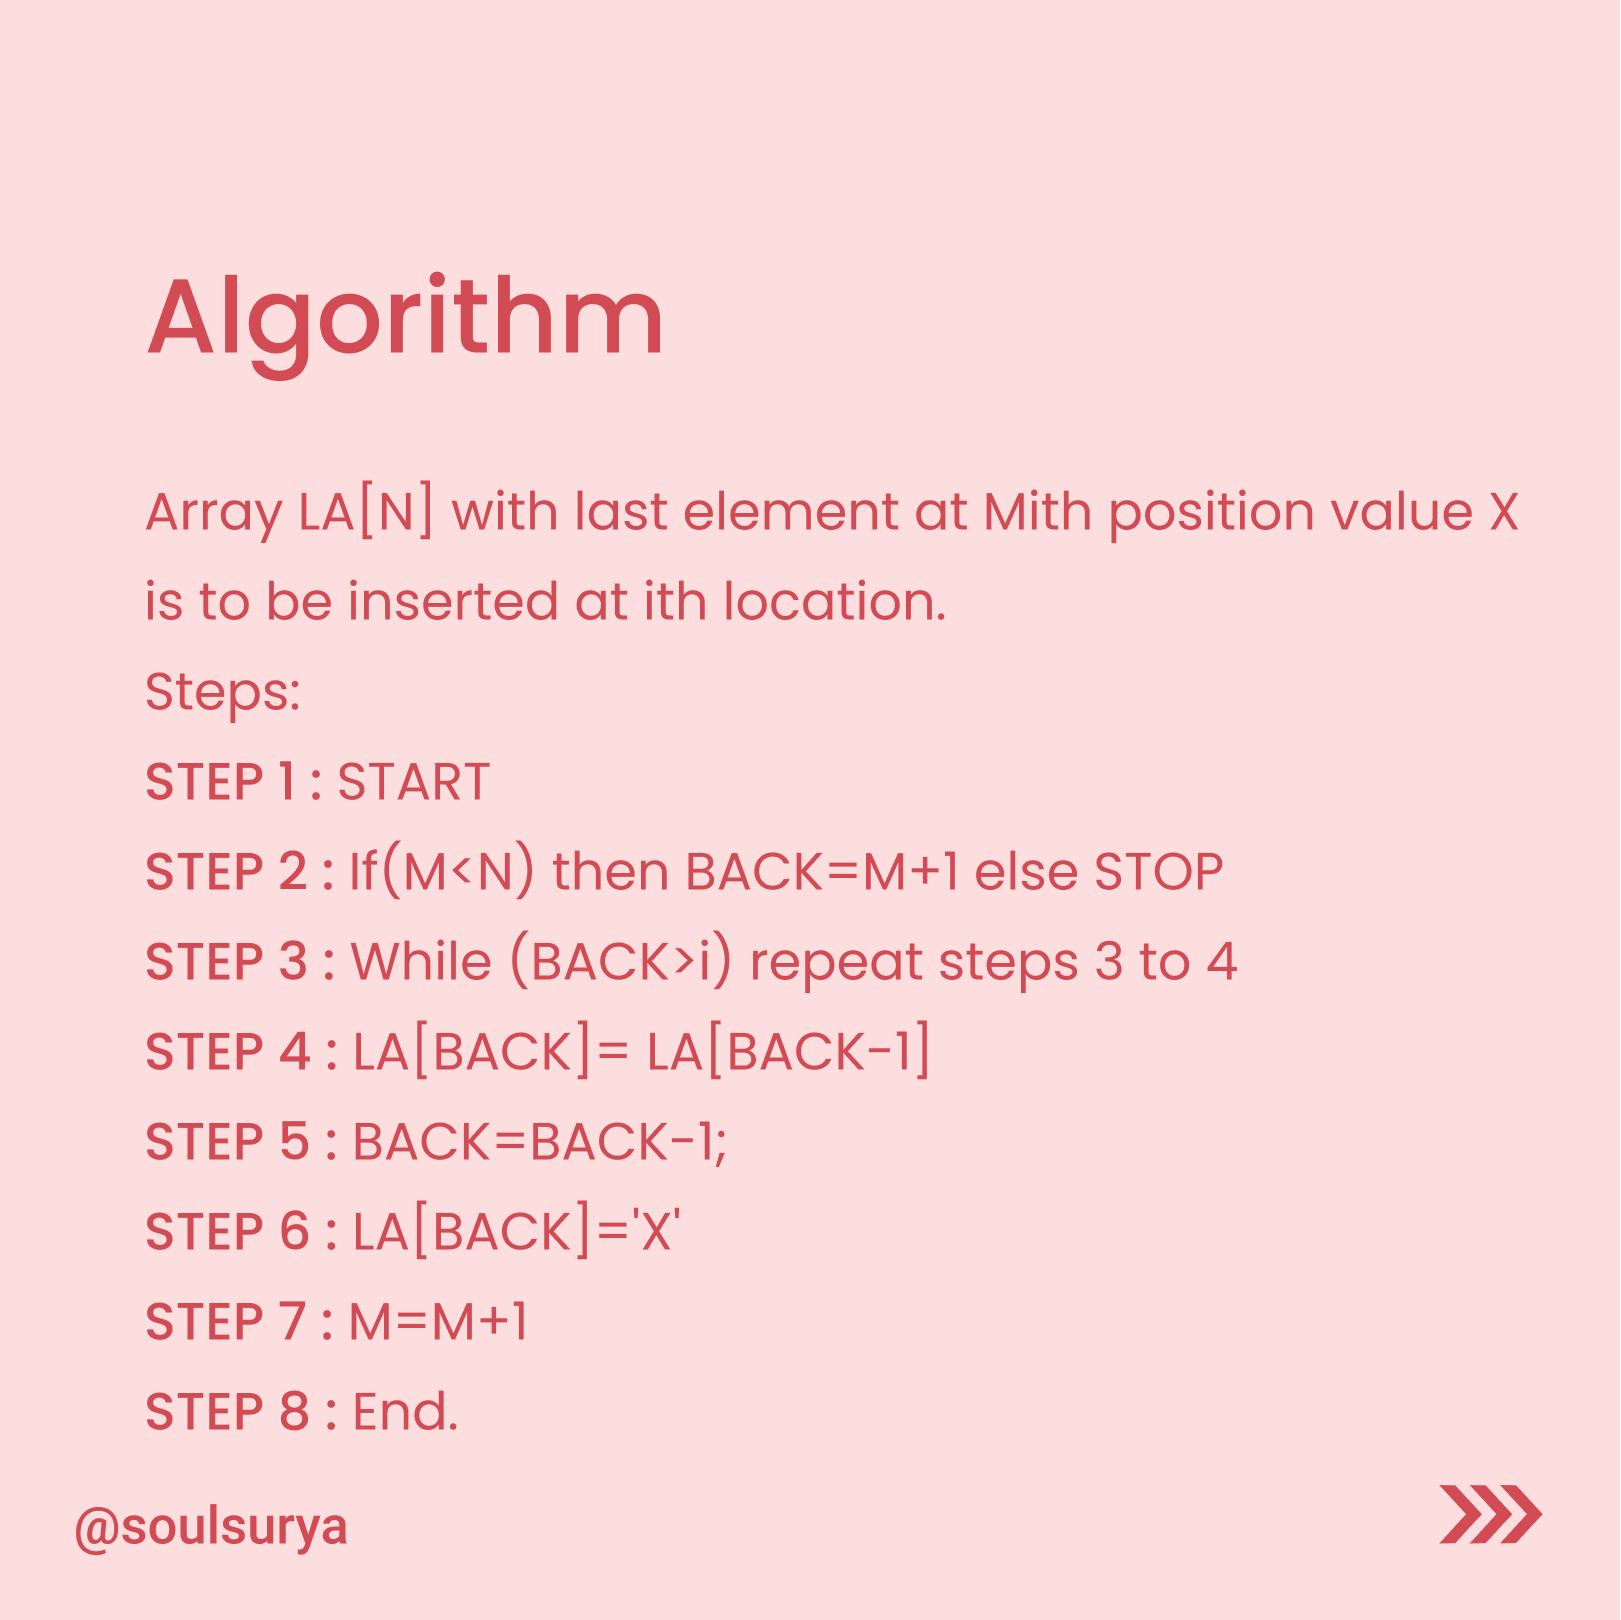 Algorithm
Array LA[N] with last element at Mith position value X
is to be inserted at ith location.
Steps:
STEP 1 : START
STEP 2 : If(M<N) then BACK=M+1 else STOP
STEP 3 : While (BACK>i) repeat steps 3 to 4
STEP 4 : LA[BACK]= LA[BACK-1]
STEP 5 : BACK=BACK-1;
STEP 6 : LA[BACK]='X'
STEP 7 : M=M+1
STEP 8 : End.
@soulsurya